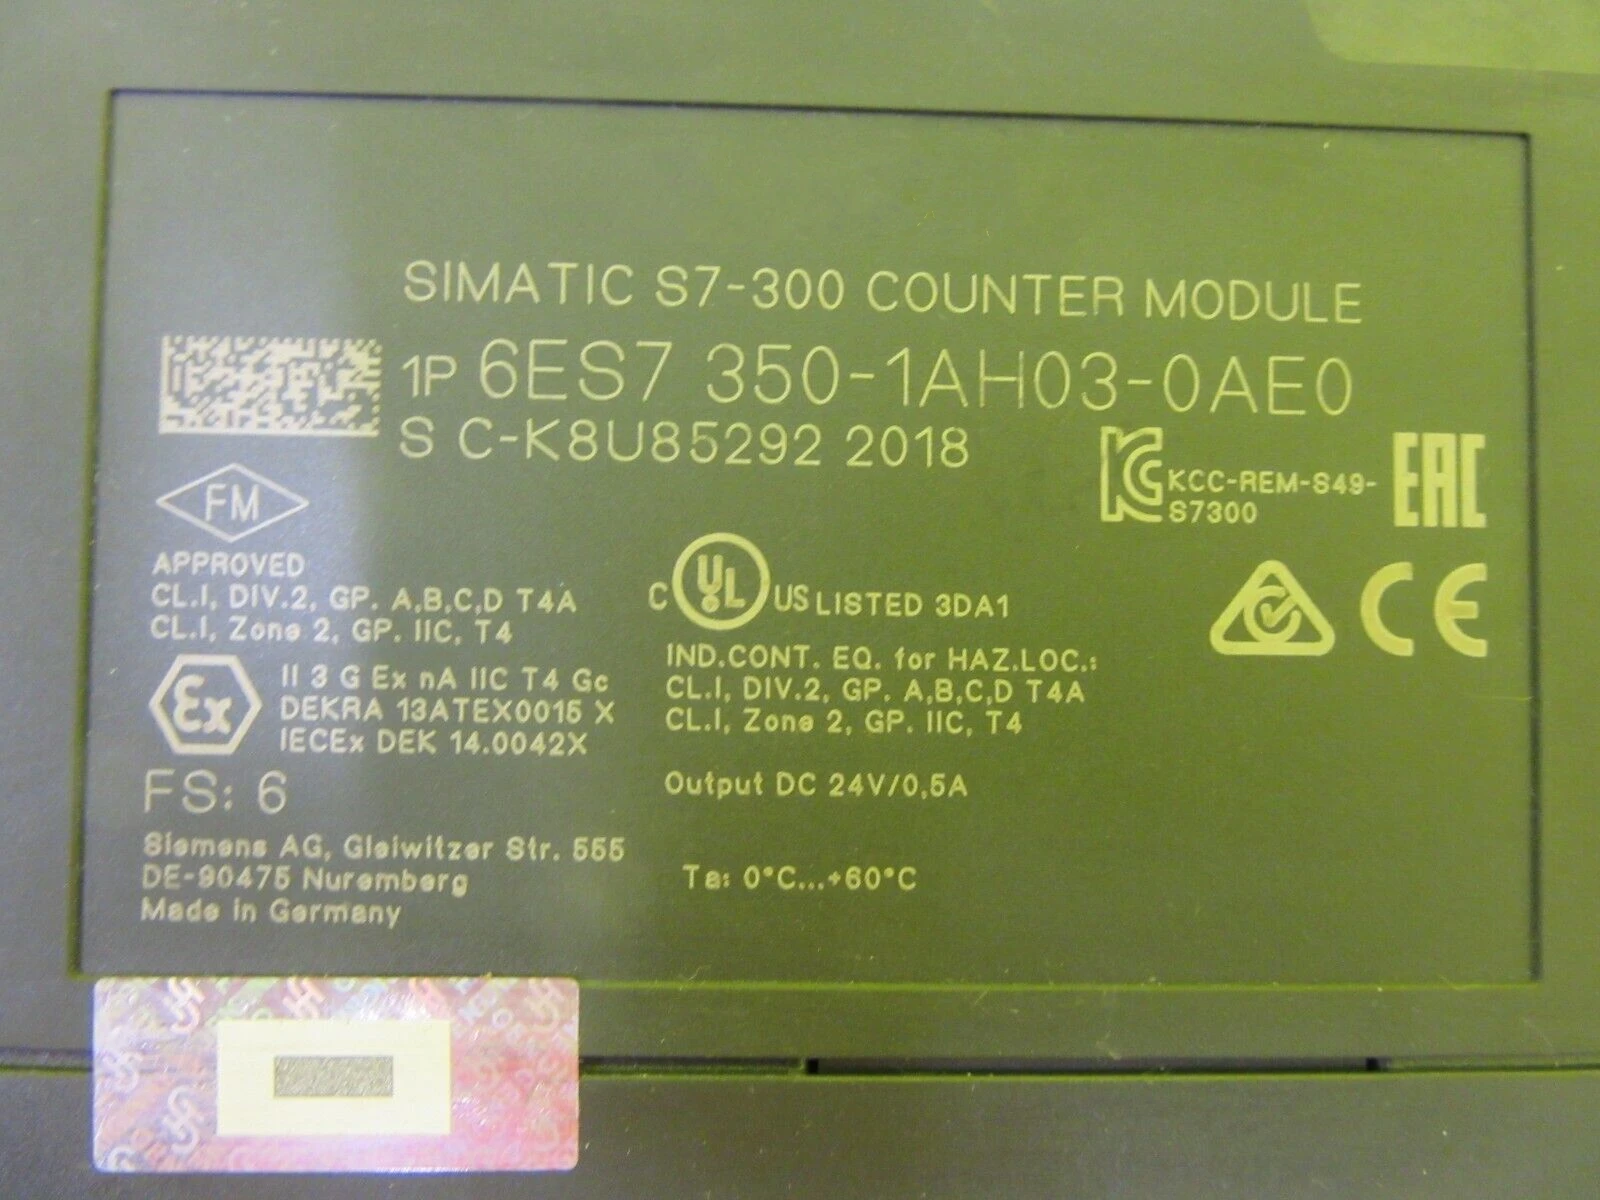 SIMATIC S7-300 COUNTER MODULE
1P 6ES7 350-1AH03-0AE0
S C-K8U85292 2018
KCC-REM-S49-
S7300
EAC
FM
APPROVED
CL.I, DIV.2, GP. A,B,C,D T4A
CL.I, Zone 2, GP. IIC, T4
C UL US LISTED 3DA1
CE
IND.CONT. EQ. for HAZ.LOC.:
CL.I, DIV.2, GP. A,B,C,D T4A
CL.I, Zone 2, GP. IIC, T4
Ex
II 3 G Ex nA IIC T4 Gc
DEKRA 13ATEX0015 X
IECEx DEK 14.0042X
FS: 6
Output DC 24V/0,5A
Siemens AG, Gleiwitzer Str. 555
DE-90475 Nuremberg
Made in Germany
Ta: 0°C...+60°C